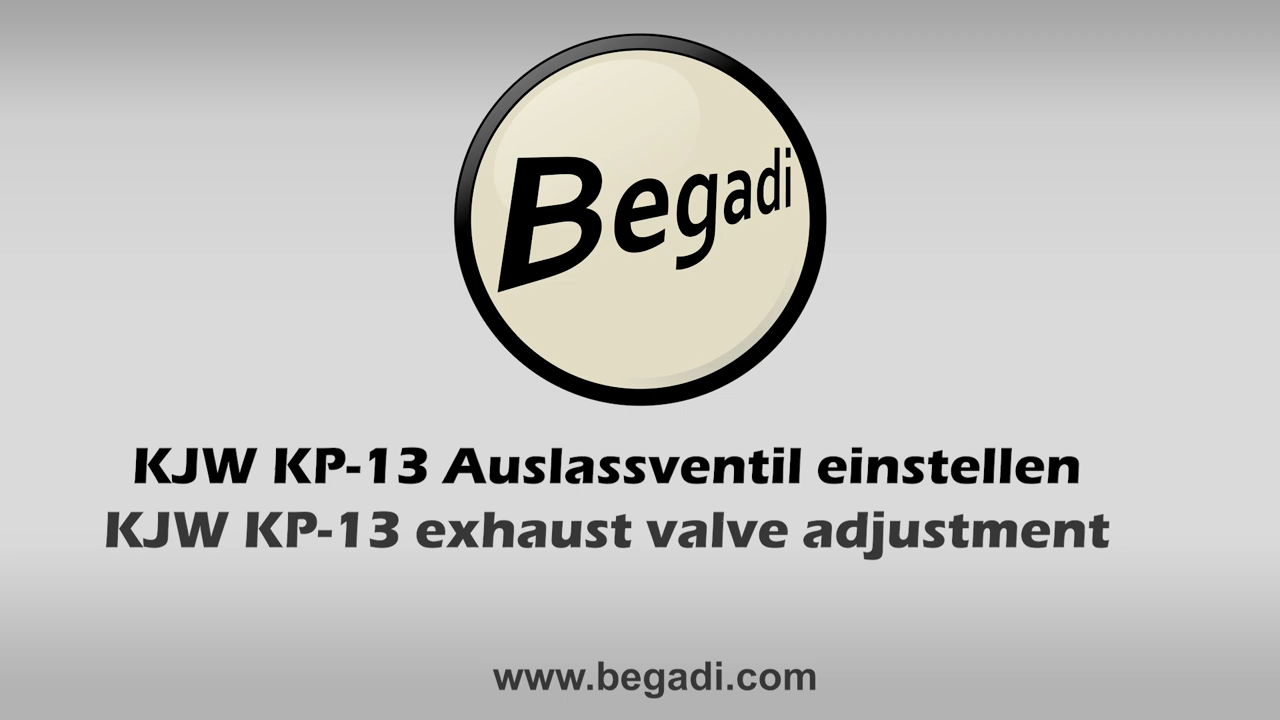 Begadi
KJW KP-13 Auslassventil einstellen
KJW KP-13 exhaust valve adjustment
www.begadi.com